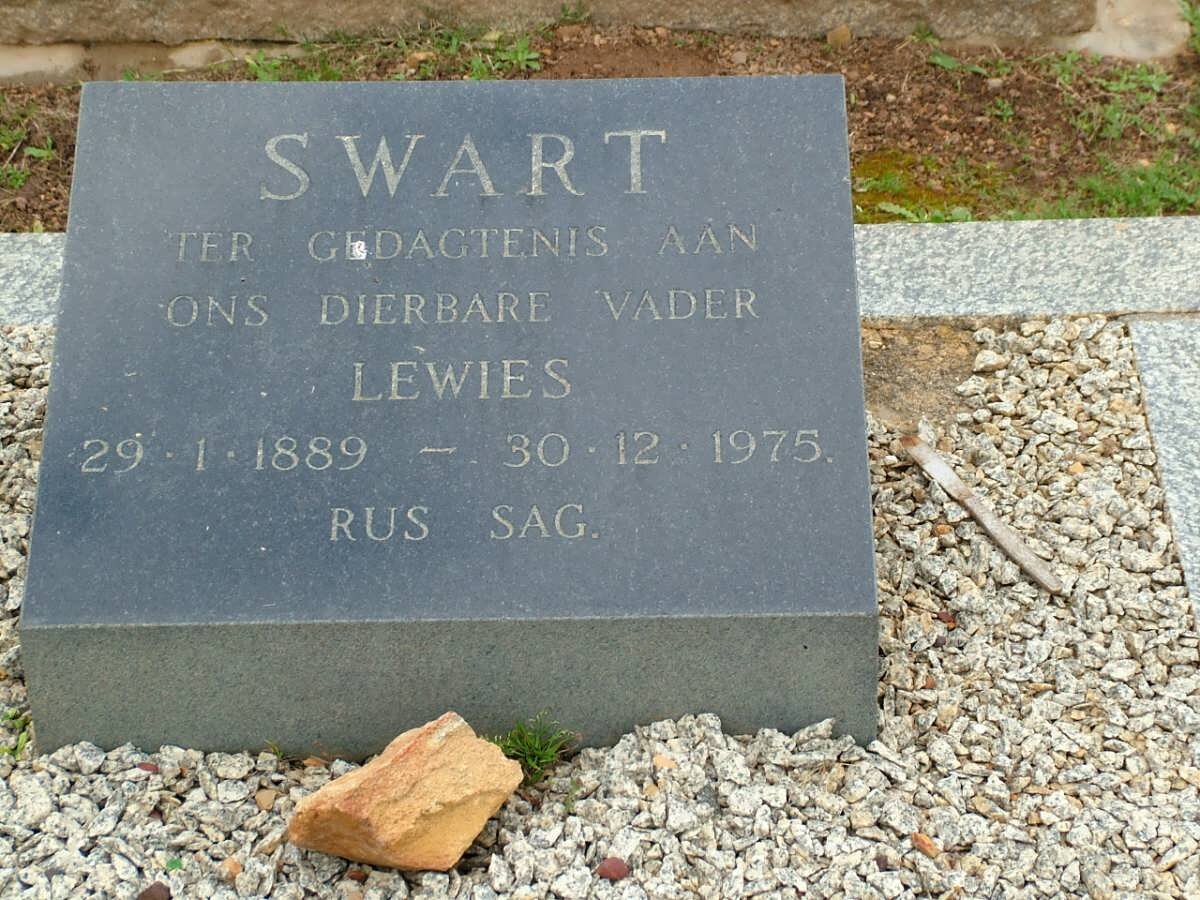 SWART
TER GEDAGTENIS AAN
ONS DIERBARE VADER
LEWIES
29·1·1889 – 30·12·1975.
RUS SAG.